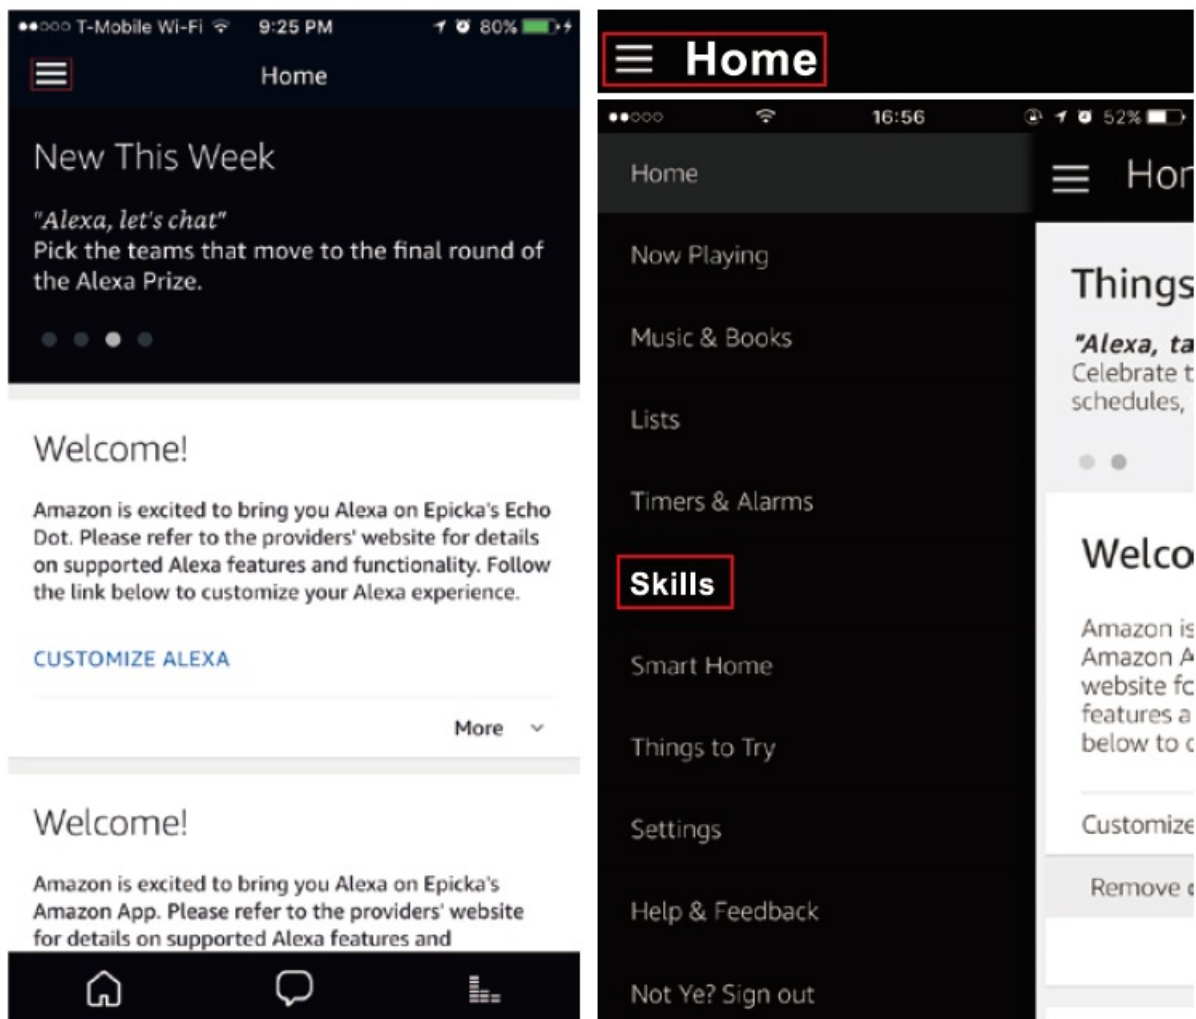 T-Mobile Wi-Fi 9:25 PM 80%
Home
New This Week
"Alexa, let's chat"
Pick the teams that move to the final round of
the Alexa Prize.
Welcome!
Amazon is excited to bring you Alexa on Epicka's Echo
Dot. Please refer to the providers' website for details
on supported Alexa features and functionality. Follow
the link below to customize your Alexa experience.
CUSTOMIZE ALEXA
More
Welcome!
Amazon is excited to bring you Alexa on Epicka's
Amazon App. Please refer to the providers' website
for details on supported Alexa features and
Home
16:56 52%
Home
Now Playing
Music & Books
Lists
Timers & Alarms
Skills
Smart Home
Things to Try
Settings
Help & Feedback
Not Ye? Sign out
Hor
Things
"Alexa, ta
Celebrate t
schedules,
Welco
Amazon is
Amazon A
website fo
features a
below to c
Customize
Remove